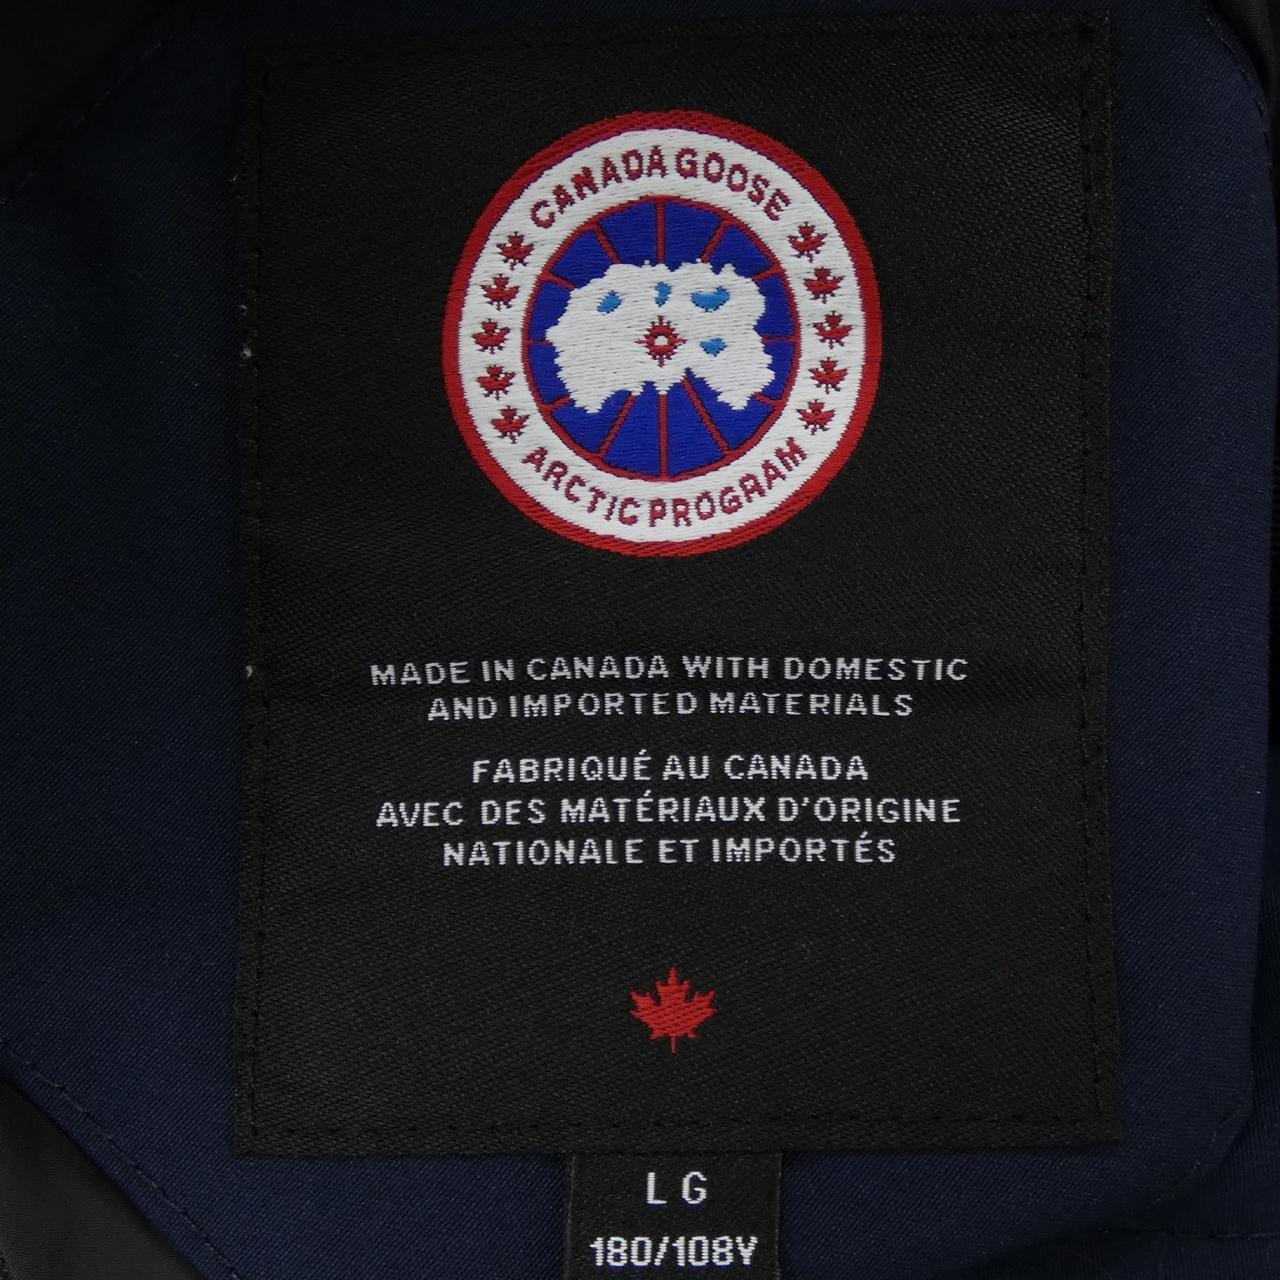 CANADA GOOSE
ARCTIC PROGRAM
MADE IN CANADA WITH DOMESTIC
AND IMPORTED MATERIALS
FABRIQUÉ AU CANADA
AVEC DES MATÉRIAUX D'ORIGINE
NATIONALE ET IMPORTÉS
LG
180/108Y